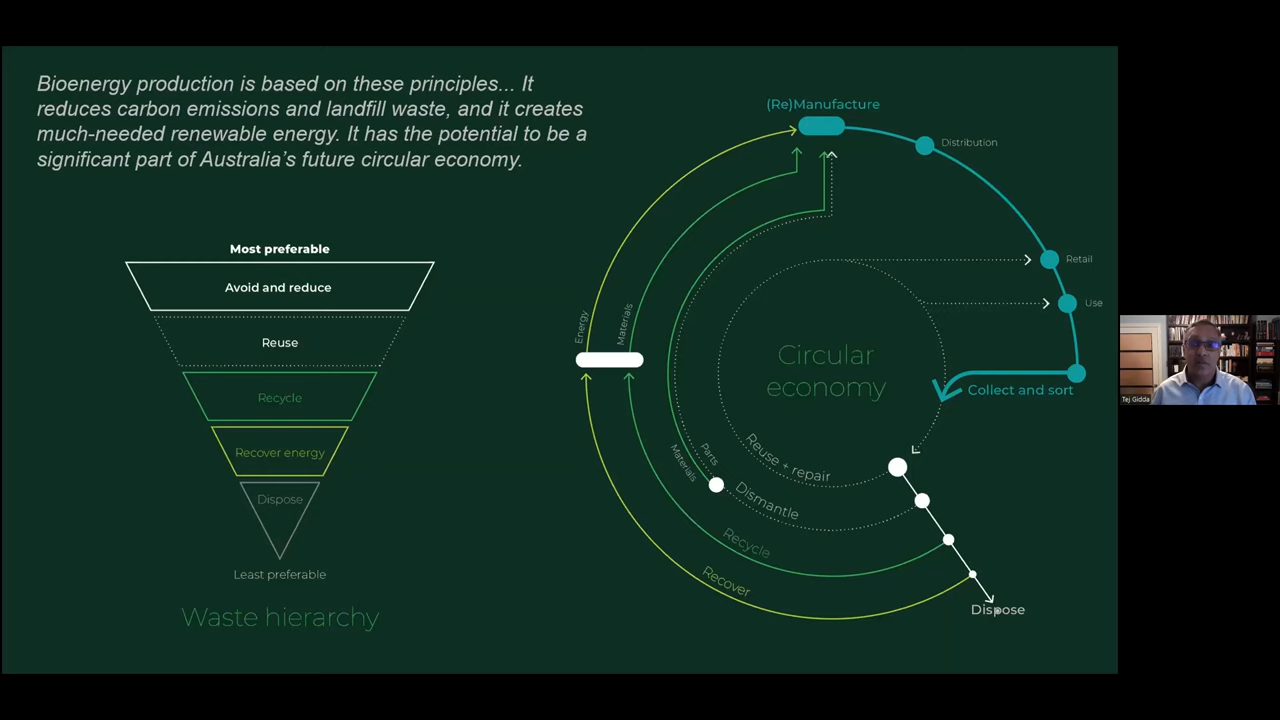 Bioenergy production is based on these principles... It
reduces carbon emissions and landfill waste, and it creates
much-needed renewable energy. It has the potential to be a
significant part of Australia's future circular economy.
Most preferable
Avoid and reduce
Reuse
Recycle
Recover energy
Dispose
Least preferable
Waste hierarchy
(Re)Manufacture
Distribution
Retail
Use
Collect and sort
Energy
Materials
Circular
economy
Parts
Materials
Reuse + repair
Dismantle
Recycle
Recover
Dispose
Tej Gidda